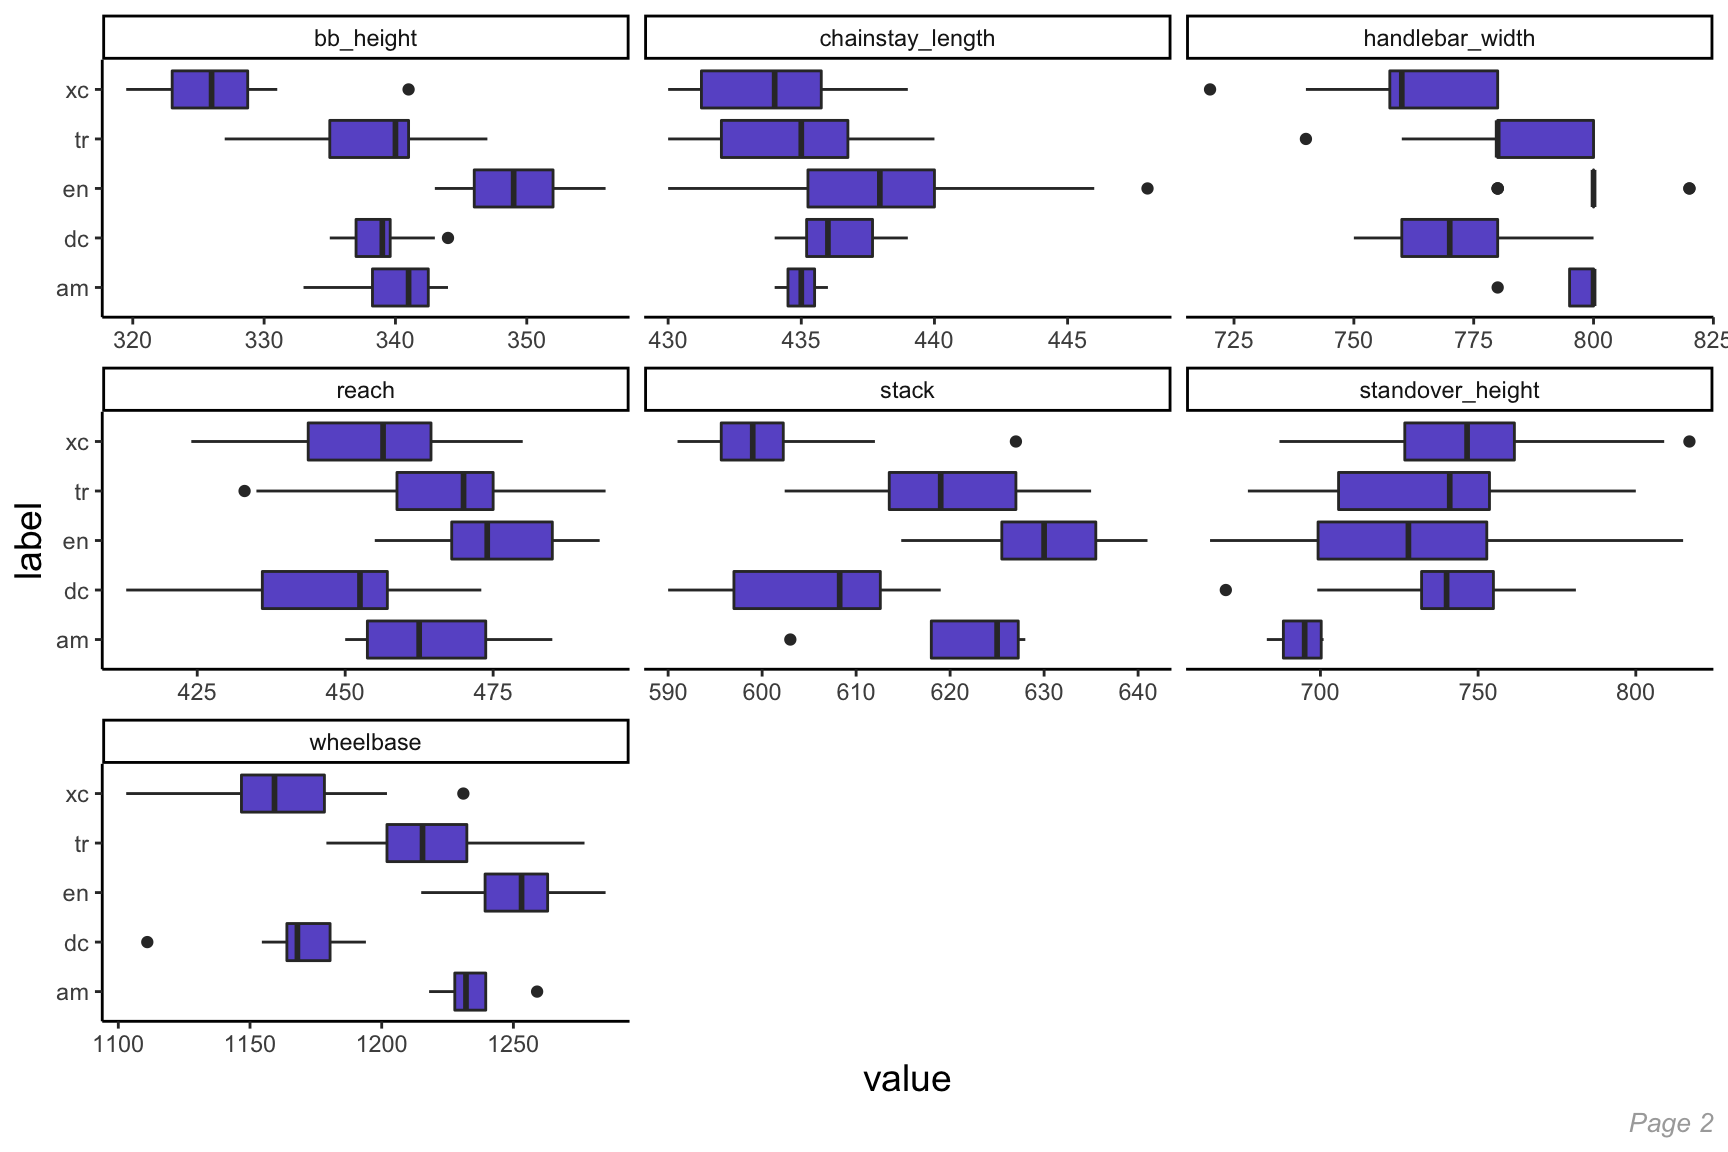 bb_height chainstay_length handlebar_width
xc
tr
en
dc
am
320 330 340 350 430 435 440 445 725 750 775 800 825
reach stack standover_height
xc
tr
en
dc
am
425 450 475 590 600 610 620 630 640 700 750 800
label
wheelbase
xc
tr
en
dc
am
1100 1150 1200 1250
value
Page 2